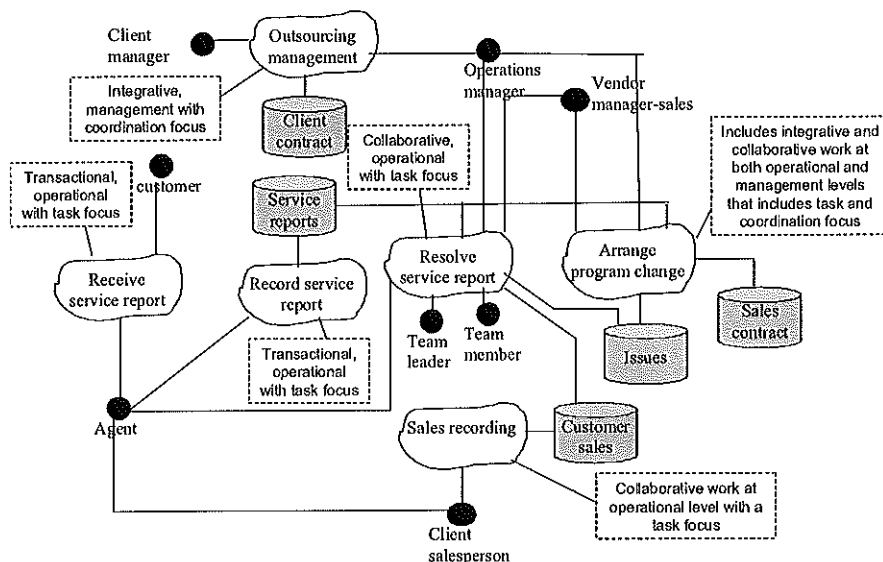 Client
manager
Outsourcing
management
Operations
manager
Vendor
manager-sales
Integrative,
management with
coordination focus
Client
contract
Collaborative,
operational
with task focus
Includes integrative and
collaborative work at
both operational and
management levels
that includes task and
coordination focus
Transactional,
operational
with task focus
customer
Service
reports
Receive
service report
Record service
report
Resolve
service report
Arrange
program change
Sales
contract
Transactional,
operational
with task focus
Team
leader
Team
member
Issues
Agent
Sales recording
Customer
sales
Collaborative work at
operational level with a
task focus
Client
salesperson